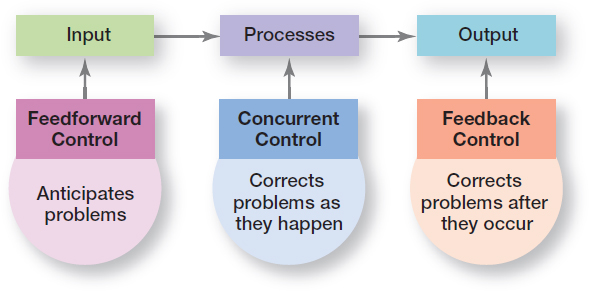 Input
Processes
Output
Feedforward
Control
Concurrent
Control
Feedback
Control
Anticipates
problems
Corrects
problems as
they happen
Corrects
problems after
they occur